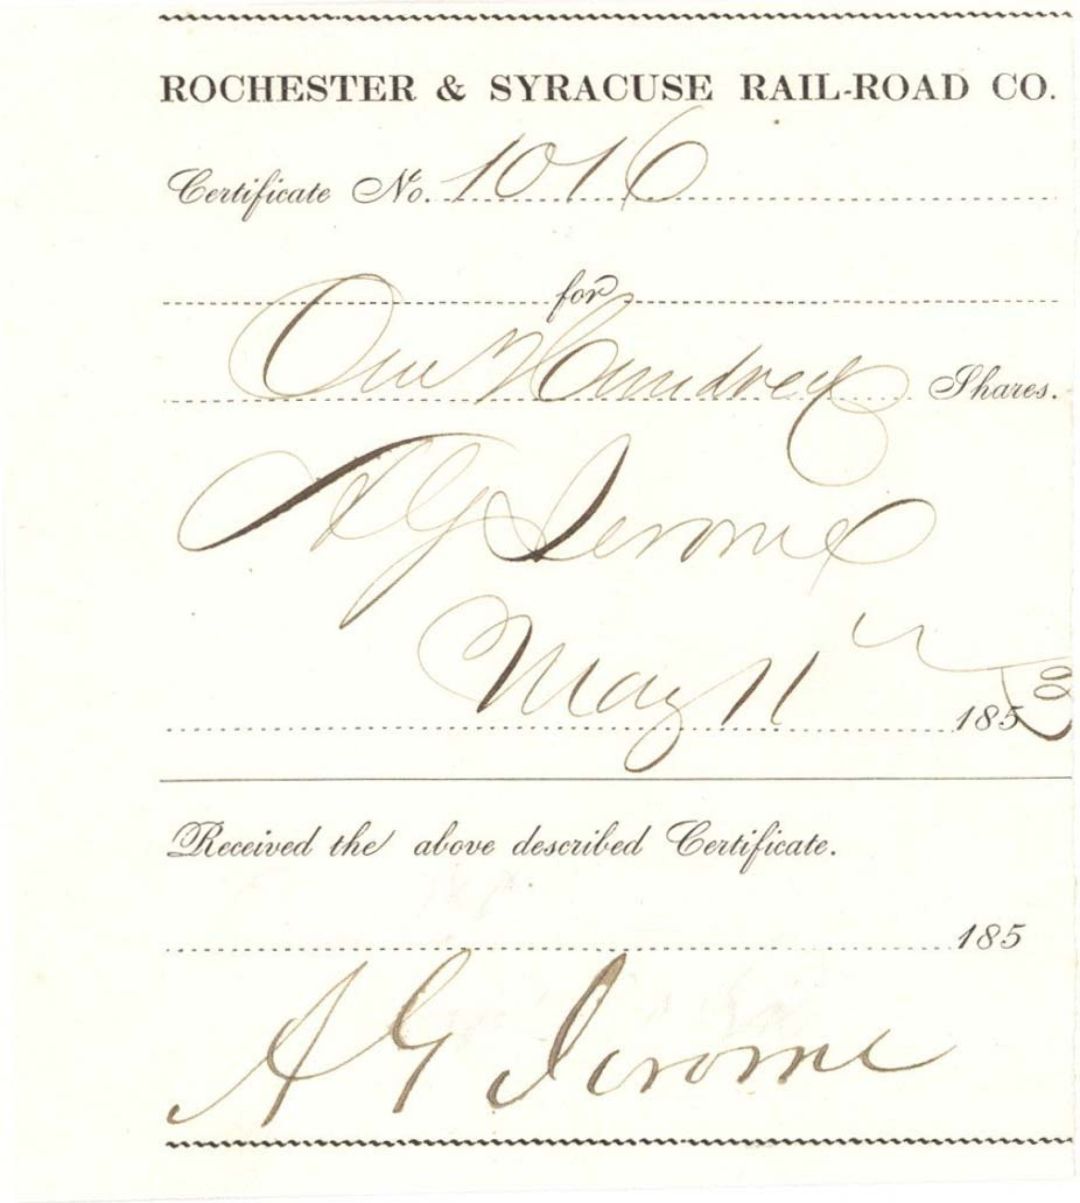 ROCHESTER & SYRACUSE RAIL-ROAD CO.
Certificate No. 1016
for
One Hundred Shares.
A G Jerome
May 11 1853
Received the above described Certificate.
185
A G Jerome